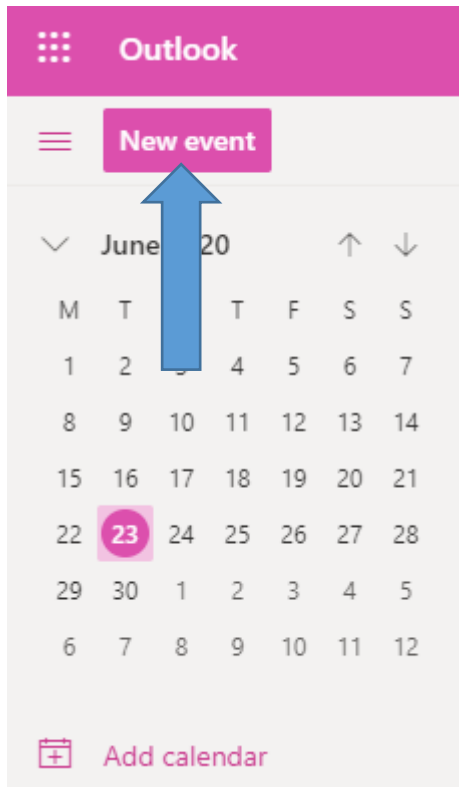 Outlook
New event
June 20
M T T F S S
1 2 4 5 6 7
8 9 10 11 12 13 14
15 16 17 18 19 20 21
22 23 24 25 26 27 28
29 30 1 2 3 4 5
6 7 8 9 10 11 12
Add calendar